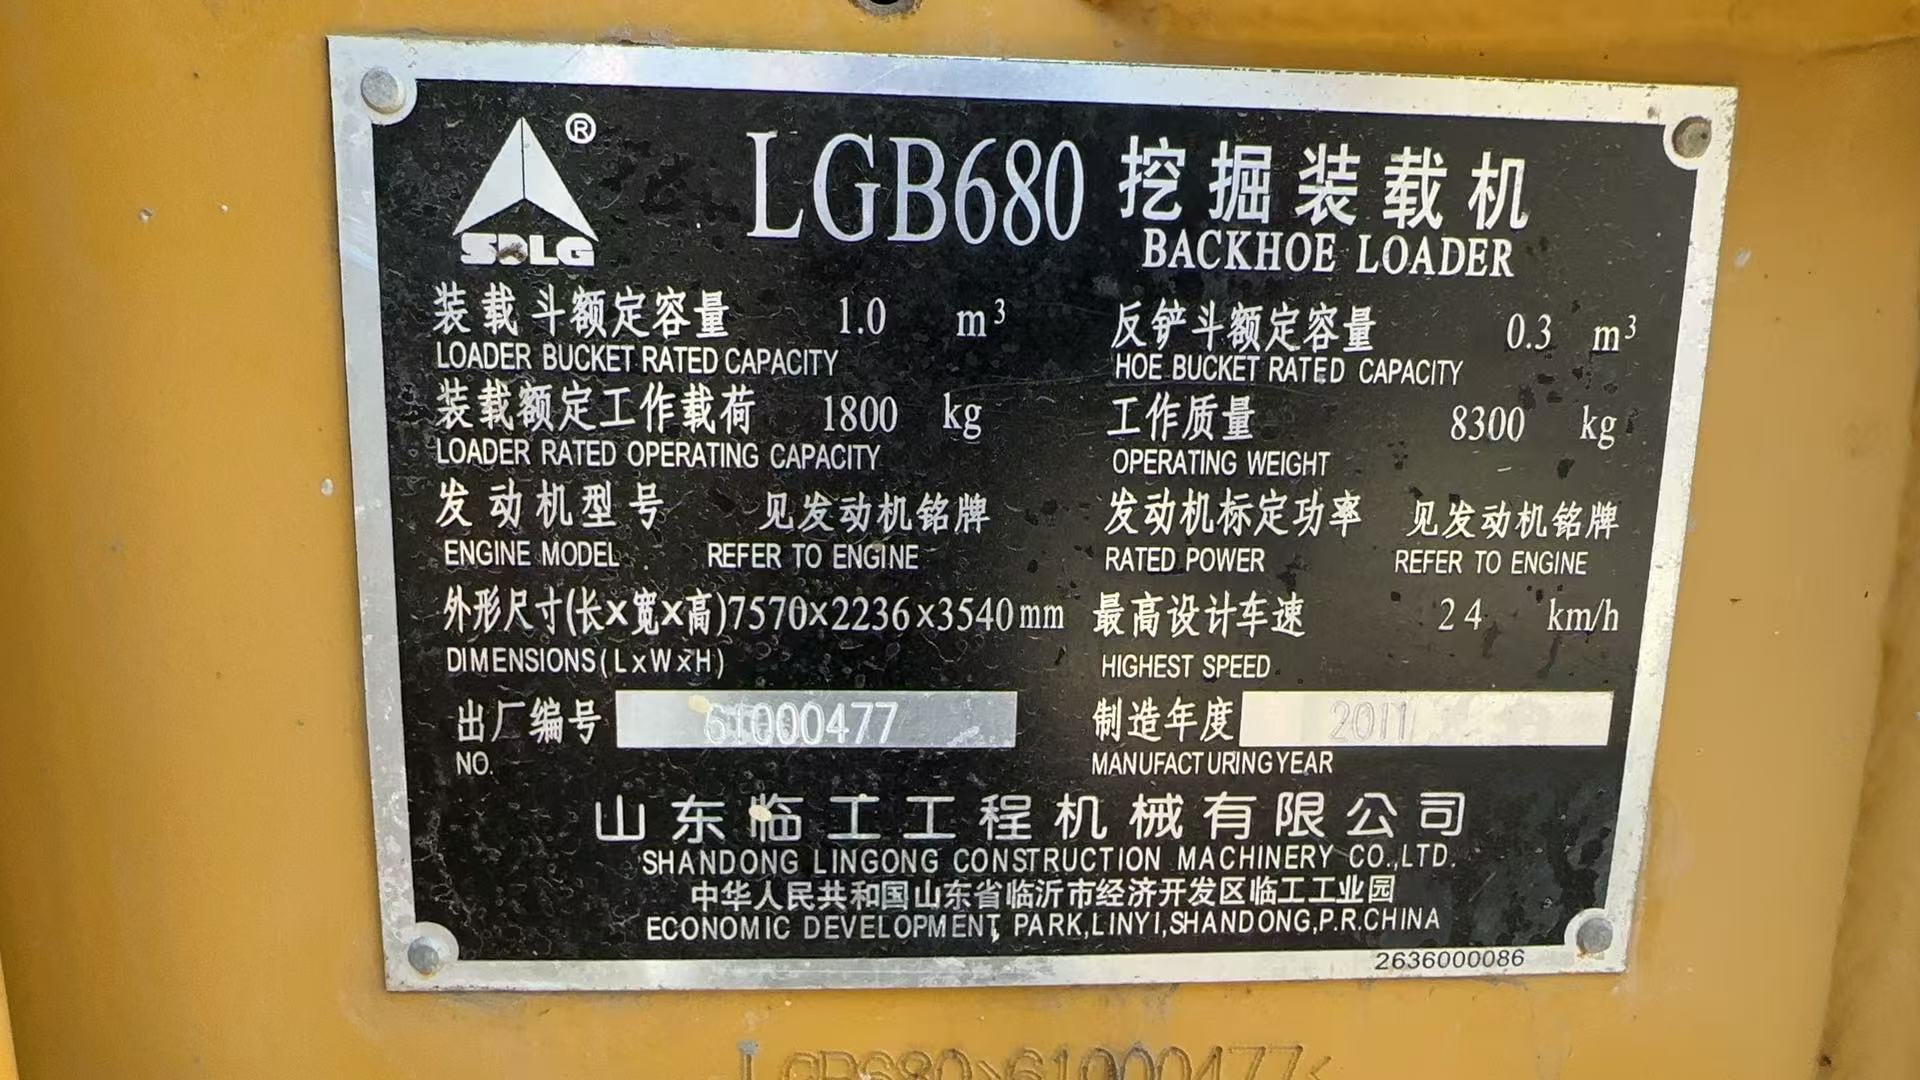 SDLG ®
LGB680 挖掘装载机
BACKHOE LOADER
装载斗额定容量 1.0 m³ 反铲斗额定容量 0.3 m³
LOADER BUCKET RATED CAPACITY HOE BUCKET RATED CAPACITY
装载额定工作载荷 1800 kg 工作质量 8300 kg
LOADER RATED OPERATING CAPACITY OPERATING WEIGHT
发动机型号 见发动机铭牌 发动机标定功率 见发动机铭牌
ENGINE MODEL REFER TO ENGINE RATED POWER REFER TO ENGINE
外形尺寸(长×宽×高)7570×2236×3540mm 最高设计车速 24 km/h
DIMENSIONS(L×W×H) HIGHEST SPEED
出厂编号 61000477 制造年度 2011
NO. MANUFACTURING YEAR
山东临工工程机械有限公司
SHANDONG LINGONG CONSTRUCTION MACHINERY CO.,LTD.
中华人民共和国山东省临沂市经济开发区临工工业园
ECONOMIC DEVELOPMENT, PARK,LINYI,SHANDONG,P.R.CHINA
2636000086
LGB680>61000477<